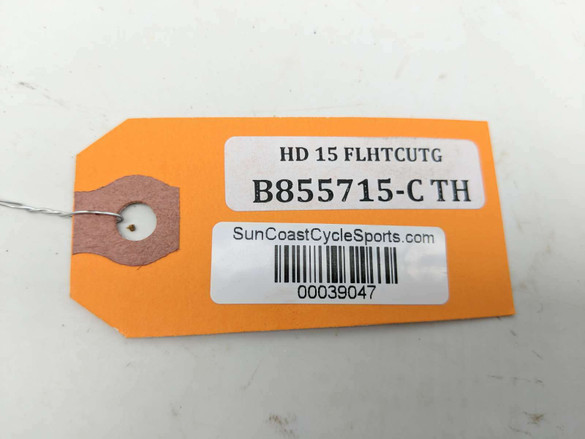 HD 15 FLHTCUTG
B855715-C TH
SunCoastCycleSports.com
00039047